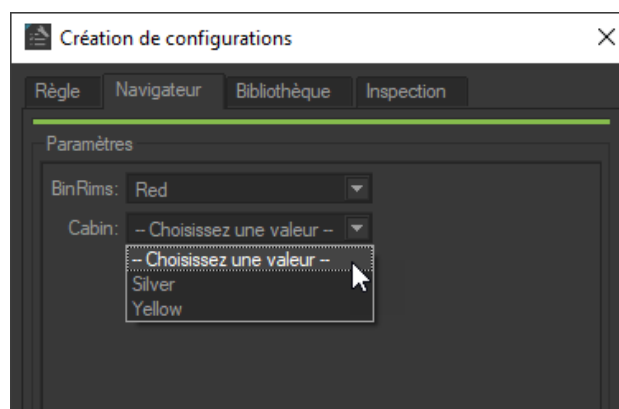 Création de configurations
Règle Navigateur Bibliothèque Inspection
Paramètres
BinRims: Red
Cabin: -- Choisissez une valeur --
-- Choisissez une valeur --
Silver
Yellow